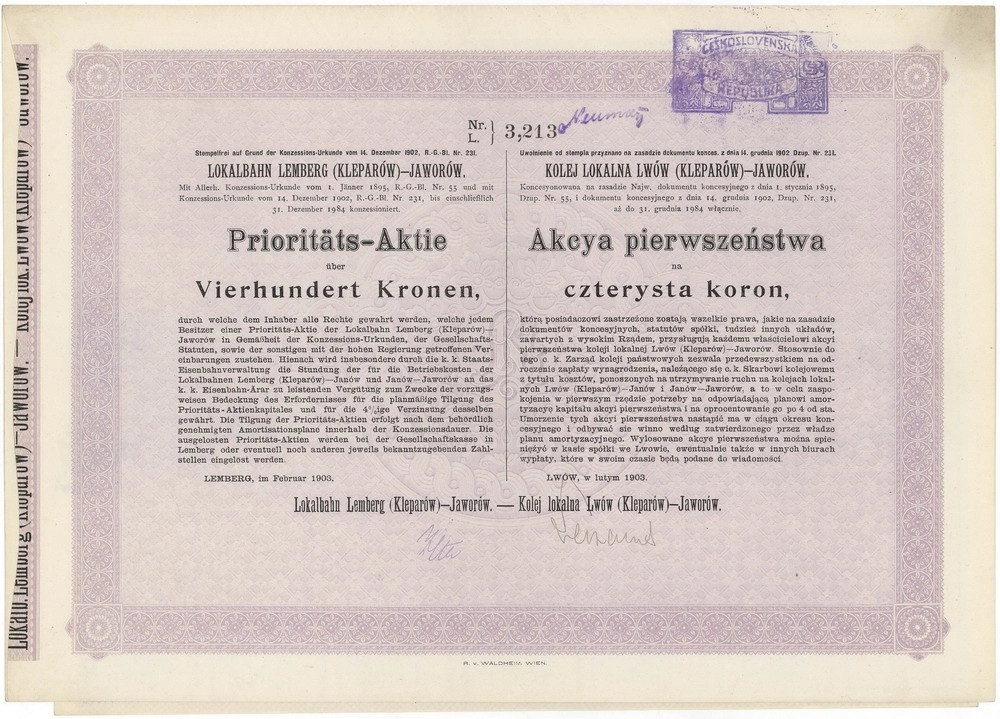 ČESKOSLOVENSKÁ
REPUBLIKA
Nr.
L. } 3,213
Stempelfrei auf Grund der Konzessions-Urkunde vom 14. Dezember 1902, R.-G.-Bl. Nr. 231.
LOKALBAHN LEMBERG (KLEPARÓW)–JAWORÓW.
Mit Allerh. Konzessions-Urkunde vom 1. Jänner 1895, R.-G.-Bl. Nr. 55 und mit
Konzessions-Urkunde vom 14. Dezember 1902, R.-G.-Bl. Nr. 231, bis einschließlich
31. Dezember 1984 konzessioniert.
Prioritäts-Aktie
über
Vierhundert Kronen,
durch welche dem Inhaber alle Rechte gewahrt werden, welche jedem
Besitzer einer Prioritäts-Aktie der Lokalbahn Lemberg (Kleparów)–
Jaworów in Gemäßheit der Konzessions-Urkunden, der Gesellschafts-
Statuten, sowie der sonstigen mit der hohen Regierung getroffenen Ver-
einbarungen zustehen. Hienach wird insbesondere durch die k. k. Staats-
Eisenbahnverwaltung die Stundung der für die Betriebskosten der
Lokalbahnen Lemberg (Kleparów)–Janów und Janów–Jaworów an das
k. k. Eisenbahn-Ärar zu leistenden Vergütung zum Zwecke der vorzugs-
weisen Bedeckung des Erfordernisses für die planmäßige Tilgung des
Prioritäts-Aktienkapitales und für die 4%ige Verzinsung desselben
gewährt. Die Tilgung der Prioritäts-Aktien erfolgt nach dem behördlich
genehmigten Amortisationsplane innerhalb der Konzessionsdauer. Die
ausgelosten Prioritäts-Aktien werden bei der Gesellschaftskasse in
Lemberg oder eventuell noch anderen jeweils bekanntzugebenden Zahl-
stellen eingelöst werden.
LEMBERG, im Februar 1903.
Uwolnienie od stempla przyznano na zasadzie dokumentu konces. z dnia 14. grudnia 1902 Dzup. Nr. 231.
KOLEJ LOKALNA LWÓW (KLEPARÓW)–JAWORÓW.
Koncesyonowana na zasadzie Najw. dokumentu koncesyjnego z dnia 1. stycznia 1895,
Dzup. Nr. 55, i dokumentu koncesyjnego z dnia 14. grudnia 1902, Dzup. Nr. 231,
aż do 31. grudnia 1984 włącznie.
Akcya pierwszeństwa
na
czterysta koron,
którą posiadaczowi zastrzeżone zostają wszelkie prawa, jakie na zasadzie
dokumentów koncesyjnych, statutów spółki, tudzież innych układów,
zawartych z wysokim Rządem, przysługują każdemu właścicielowi akcyi
pierwszeństwa kolei lokalnej Lwów (Kleparów)–Jaworów. Stosownie do
tego c. k. Zarząd kolei państwowych zezwala przedewszystkiem na od-
roczenie zapłaty wynagrodzenia, należącego się c. k. Skarbowi kolejowemu
z tytułu kosztów, ponoszonych na utrzymywanie ruchu na kolejach lokal-
nych Lwów (Kleparów)–Janów i Janów–Jaworów, a to w celu zaspo-
kojenia w pierwszym rzędzie potrzeby na odpowiadającą planowi amor-
tyzacyę kapitału akcyi pierwszeństwa i na oprocentowanie go po 4 od sta.
Umorzenie tych akcyi pierwszeństwa nastąpić ma w ciągu okresu kon-
cesyjnego i odbywać się winno według zatwierdzonego przez władze
planu amortyzacyjnego. Wylosowane akcye pierwszeństwa można spie-
niężyć w kasie spółki we Lwowie, ewentualnie także w innych biurach
wypłaty, które w swoim czasie będą podane do wiadomości.
LWÓW, w lutym 1903.
Lokalbahn Lemberg (Kleparów)–Jaworów. — Kolej lokalna Lwów (Kleparów)–Jaworów.
R. v. WALDHEIM, WIEN.
Lokalb. Lemberg (Kleparów)–Jaworów. — Kolej lok. Lwów (Kleparów)–Jaworów.